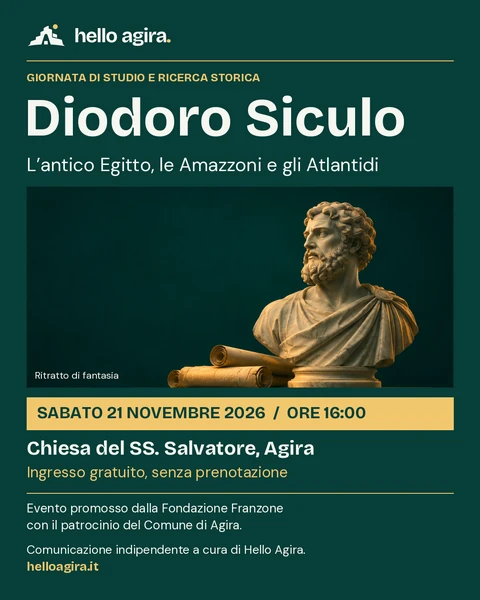 hello agira.
GIORNATA DI STUDIO E RICERCA STORICA
Diodoro Siculo
L’antico Egitto, le Amazzoni e gli Atlantidi
Ritratto di fantasia
SABATO 21 NOVEMBRE 2026 / ORE 16:00
Chiesa del SS. Salvatore, Agira
Ingresso gratuito, senza prenotazione
Evento promosso dalla Fondazione Franzone
con il patrocinio del Comune di Agira.
Comunicazione indipendente a cura di Hello Agira.
helloagira.it